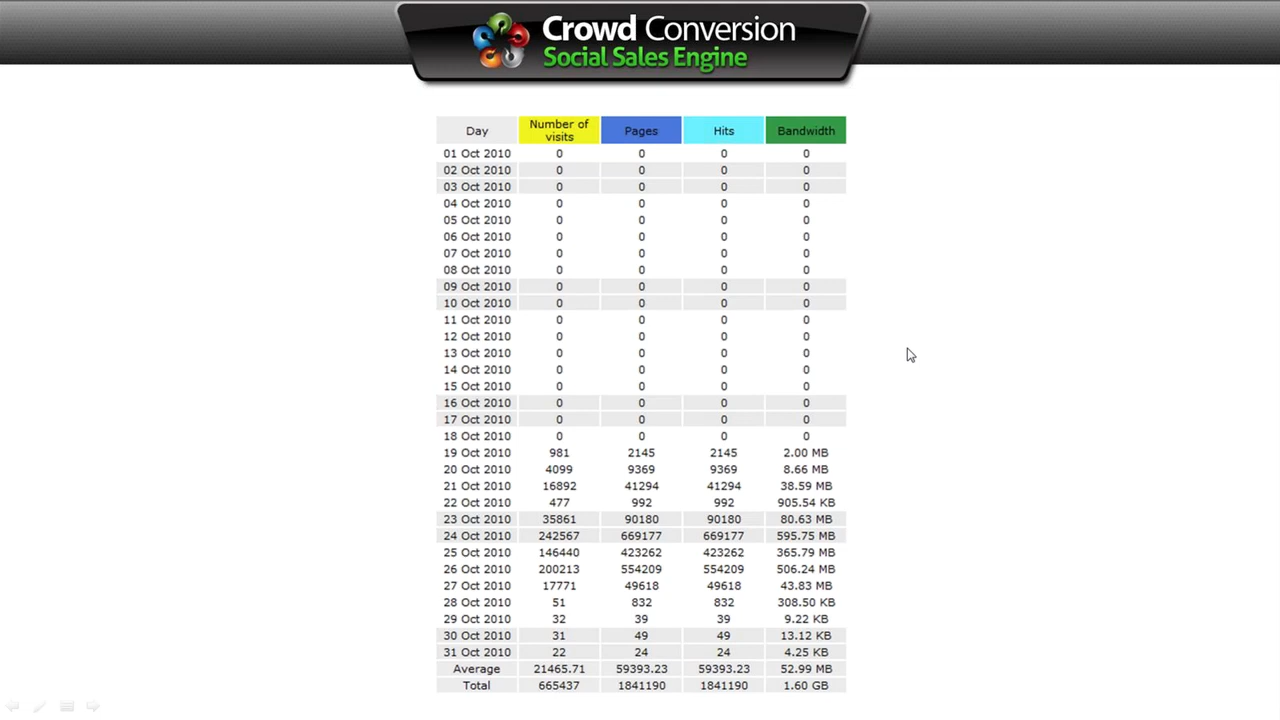 Crowd Conversion
Social Sales Engine
Day Number of visits Pages Hits Bandwidth
01 Oct 2010 0 0 0 0
02 Oct 2010 0 0 0 0
03 Oct 2010 0 0 0 0
04 Oct 2010 0 0 0 0
05 Oct 2010 0 0 0 0
06 Oct 2010 0 0 0 0
07 Oct 2010 0 0 0 0
08 Oct 2010 0 0 0 0
09 Oct 2010 0 0 0 0
10 Oct 2010 0 0 0 0
11 Oct 2010 0 0 0 0
12 Oct 2010 0 0 0 0
13 Oct 2010 0 0 0 0
14 Oct 2010 0 0 0 0
15 Oct 2010 0 0 0 0
16 Oct 2010 0 0 0 0
17 Oct 2010 0 0 0 0
18 Oct 2010 0 0 0 0
19 Oct 2010 981 2145 2145 2.00 MB
20 Oct 2010 4099 9369 9369 8.66 MB
21 Oct 2010 16892 41294 41294 38.59 MB
22 Oct 2010 477 992 992 905.54 KB
23 Oct 2010 35861 90180 90180 80.63 MB
24 Oct 2010 242567 669177 669177 595.75 MB
25 Oct 2010 146440 423262 423262 365.79 MB
26 Oct 2010 200213 554209 554209 506.24 MB
27 Oct 2010 17771 49618 49618 43.83 MB
28 Oct 2010 51 832 832 308.50 KB
29 Oct 2010 32 39 39 9.22 KB
30 Oct 2010 31 49 49 13.12 KB
31 Oct 2010 22 24 24 4.25 KB
Average 21465.71 59393.23 59393.23 52.99 MB
Total 665437 1841190 1841190 1.60 GB